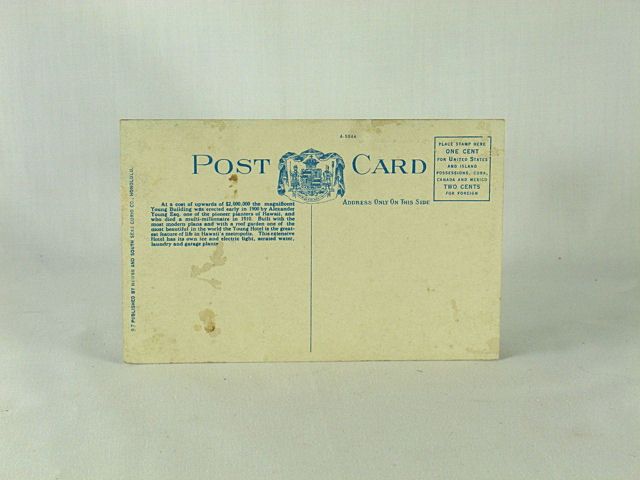 A-5044
POST CARD
ADDRESS ONLY ON THIS SIDE
PLACE STAMP HERE
ONE CENT
FOR UNITED STATES
AND ISLAND
POSSESSIONS, CUBA,
CANADA AND MEXICO
TWO CENTS
FOR FOREIGN
At a cost of upwards of $2,000,000 the magnificent
Young Building was erected early in 1900 by Alexander
Young Esq. one of the pioneer planters of Hawaii, and
who died a multi-millionaire in 1910. Built with the
most modern plans and with a roof garden one of the
most beautiful in the world the Young Hotel is the great-
est feature of life in Hawaii's metropolis. This extensive
Hotel has its own ice and electric light, aerated water,
laundry and garage plants
PUBLISHED BY HAWAII AND SOUTH SEAS CURIO CO., HONOLULU.